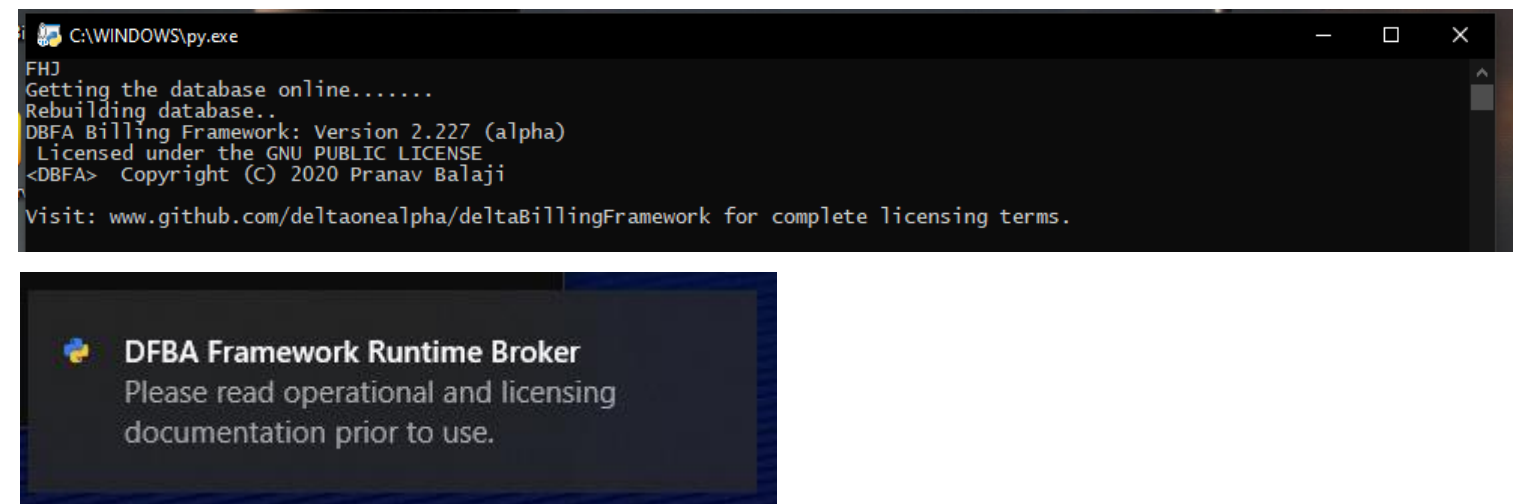 C:\WINDOWS\py.exe
FHJ
Getting the database online.......
Rebuilding database..
DBFA Billing Framework: Version 2.227 (alpha)
Licensed under the GNU PUBLIC LICENSE
<DBFA>  Copyright (C) 2020 Pranav Balaji
Visit: www.github.com/deltaonealpha/deltaBillingFramework for complete licensing terms.
DFBA Framework Runtime Broker
Please read operational and licensing
documentation prior to use.